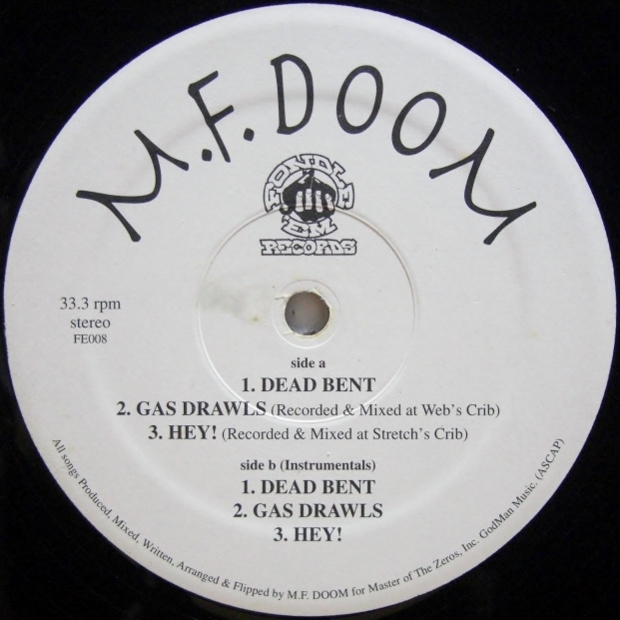 M.F. DOOM
FONDLE
'EM
RECORDS
33.3 rpm
stereo
FE008
side a
1. DEAD BENT
2. GAS DRAWLS (Recorded & Mixed at Web's Crib)
3. HEY! (Recorded & Mixed at Stretch's Crib)
side b (Instrumentals)
1. DEAD BENT
2. GAS DRAWLS
3. HEY!
All songs Produced, Mixed, Written, Arranged & Flipped by M.F. DOOM for Master of The Zeros, Inc. GodMan Music. (ASCAP)